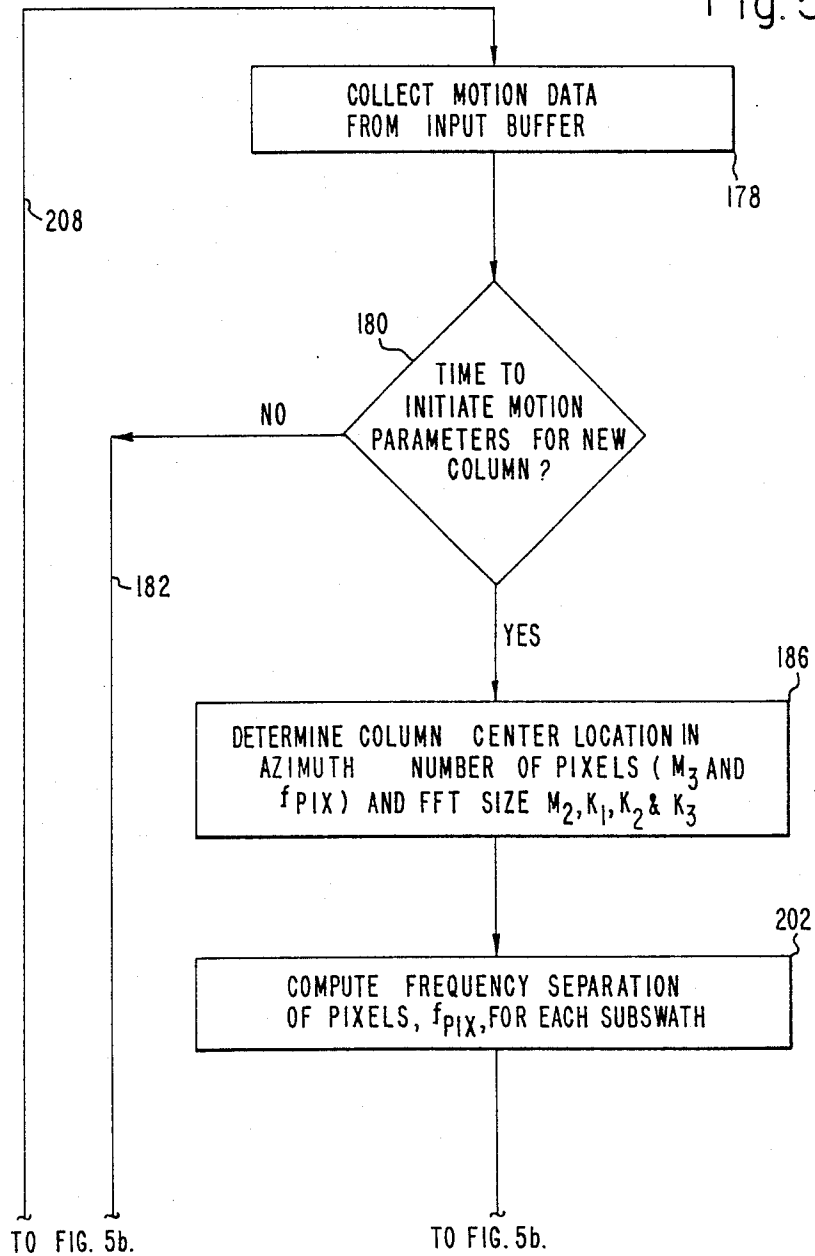 Fig. 5
COLLECT MOTION DATA
FROM INPUT BUFFER
178
208
180
TIME TO
INITIATE MOTION
PARAMETERS FOR NEW
COLUMN ?
NO
182
YES
186
DETERMINE COLUMN CENTER LOCATION IN
AZIMUTH NUMBER OF PIXELS ( M3 AND
fPIX ) AND FFT SIZE M2, K1, K2 & K3
202
COMPUTE FREQUENCY SEPARATION
OF PIXELS, fPIX, FOR EACH SUBSWATH
TO FIG. 5b.
TO FIG. 5b.